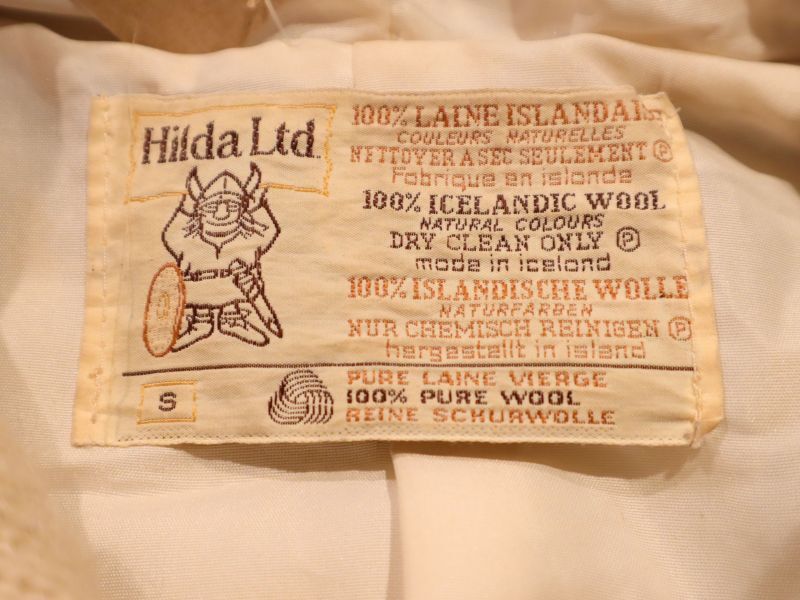 Hilda Ltd.
100% LAINE ISLANDAI
COULEURS NATURELLES
NETTOYER A SEC SEULEMENT Ⓟ
Fabrique en islande
100% ICELANDIC WOOL
NATURAL COLOURS
DRY CLEAN ONLY Ⓟ
made in iceland
100% ISLANDISCHE WOLLE
NATURFARBEN
NUR CHEMISCH REINIGEN Ⓟ
hergestellt in island
S
PURE LAINE VIERGE
100% PURE WOOL
REINE SCHURWOLLE